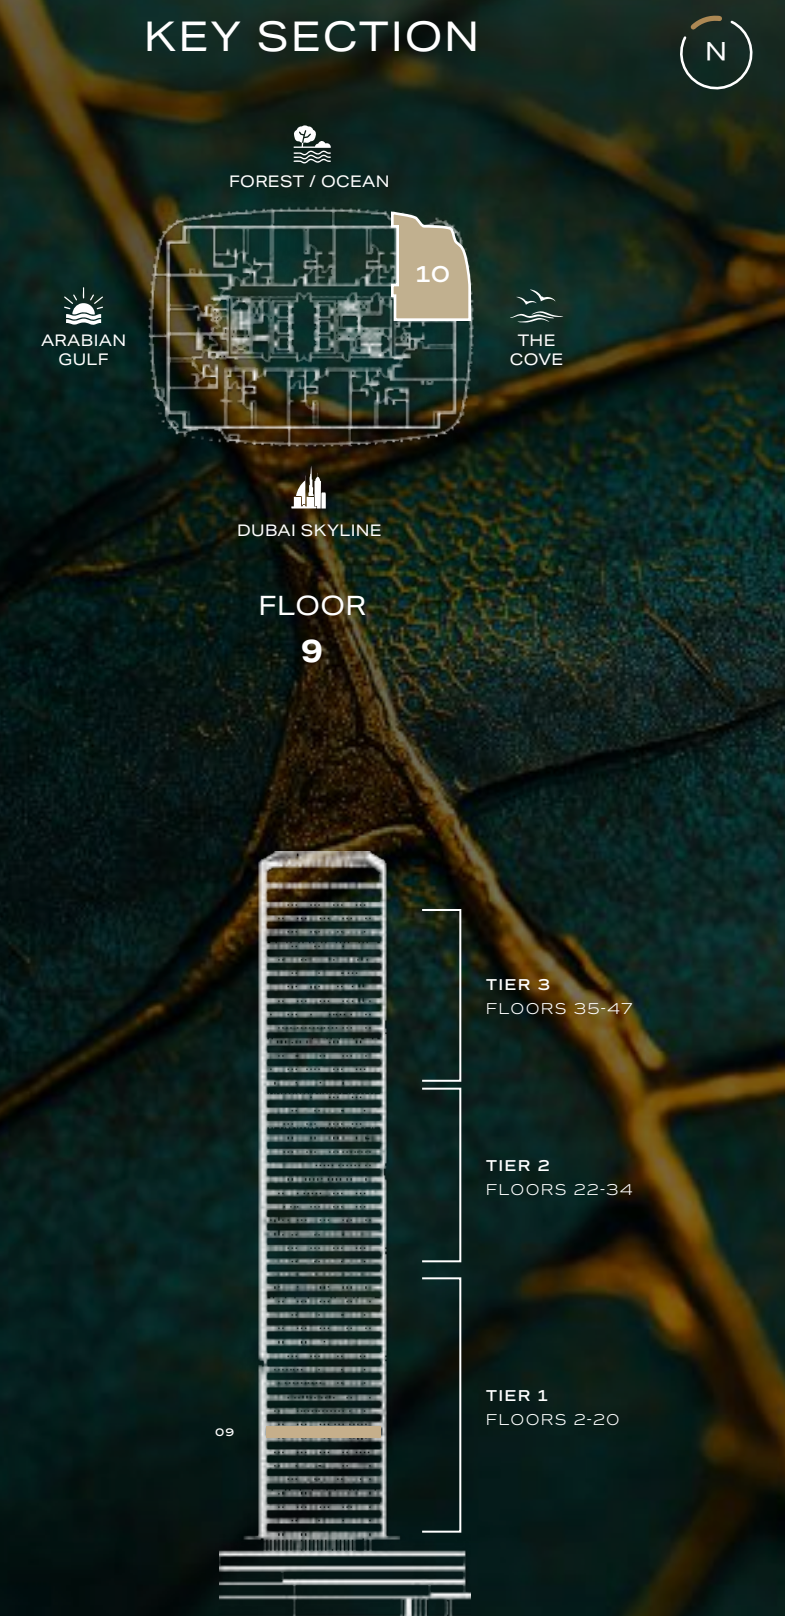 KEY SECTION
N
FOREST / OCEAN
10
ARABIAN
GULF
THE
COVE
DUBAI SKYLINE
FLOOR
9
TIER 3
FLOORS 35-47
TIER 2
FLOORS 22-34
TIER 1
FLOORS 2-20
09